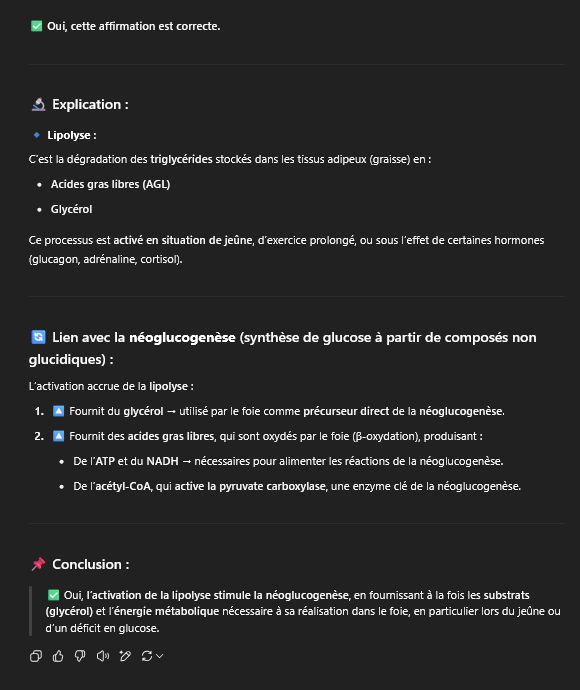 ✅ Oui, cette affirmation est correcte.
🔬 Explication :
🔹 Lipolyse :
C'est la dégradation des triglycérides stockés dans les tissus adipeux (graisse) en :
• Acides gras libres (AGL)
• Glycérol
Ce processus est activé en situation de jeûne, d'exercice prolongé, ou sous l'effet de certaines hormones
(glucagon, adrénaline, cortisol).
🔄 Lien avec la néoglucogenèse (synthèse de glucose à partir de composés non
glucidiques) :
L'activation accrue de la lipolyse :
1. 🔼 Fournit du glycérol → utilisé par le foie comme précurseur direct de la néoglucogenèse.
2. 🔼 Fournit des acides gras libres, qui sont oxydés par le foie (β-oxydation), produisant :
• De l'ATP et du NADH → nécessaires pour alimenter les réactions de la néoglucogenèse.
• De l'acétyl-CoA, qui active la pyruvate carboxylase, une enzyme clé de la néoglucogenèse.
📌 Conclusion :
✅ Oui, l'activation de la lipolyse stimule la néoglucogenèse, en fournissant à la fois les substrats
(glycérol) et l'énergie métabolique nécessaire à sa réalisation dans le foie, en particulier lors du jeûne ou
d'un déficit en glucose.